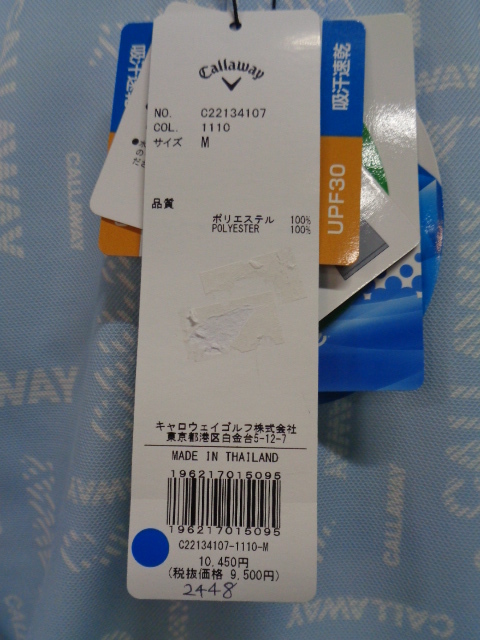 Callaway
NO. C22134107
COL. 1110
サイズ M
品質
ポリエステル 100%
POLYESTER 100%
キャロウェイゴルフ株式会社
東京都港区白金台5-12-7
MADE IN THAILAND
196217015095
196217015095
C22134107-1110-M
10,450円
(税抜価格 9,500円)
2448
吸汗速乾
UPF30
吸汗速
CALLAWAY
CALLAWAY
CALLAWAY
WAY